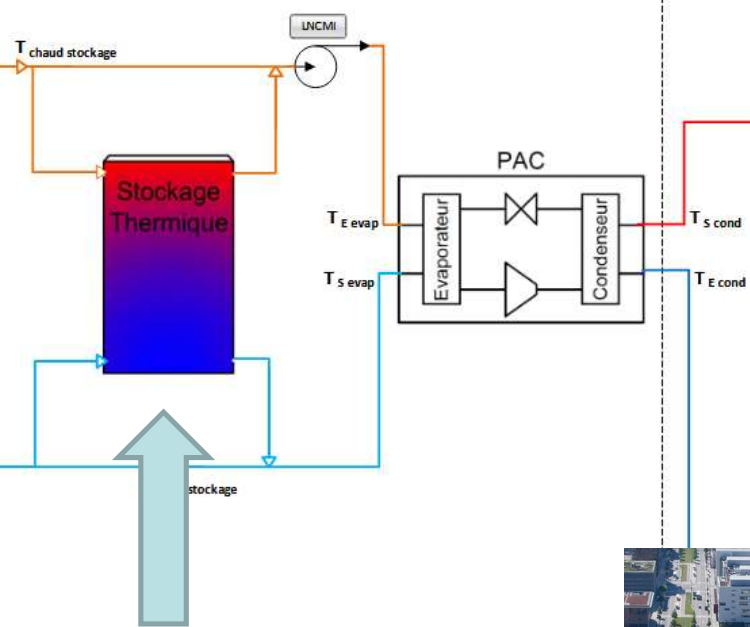 LNCMI
T chaud stockage
PAC
Stockage
Thermique
Evaporateur
Condenseur
T E evap
T S cond
T S evap
T E cond
stockage